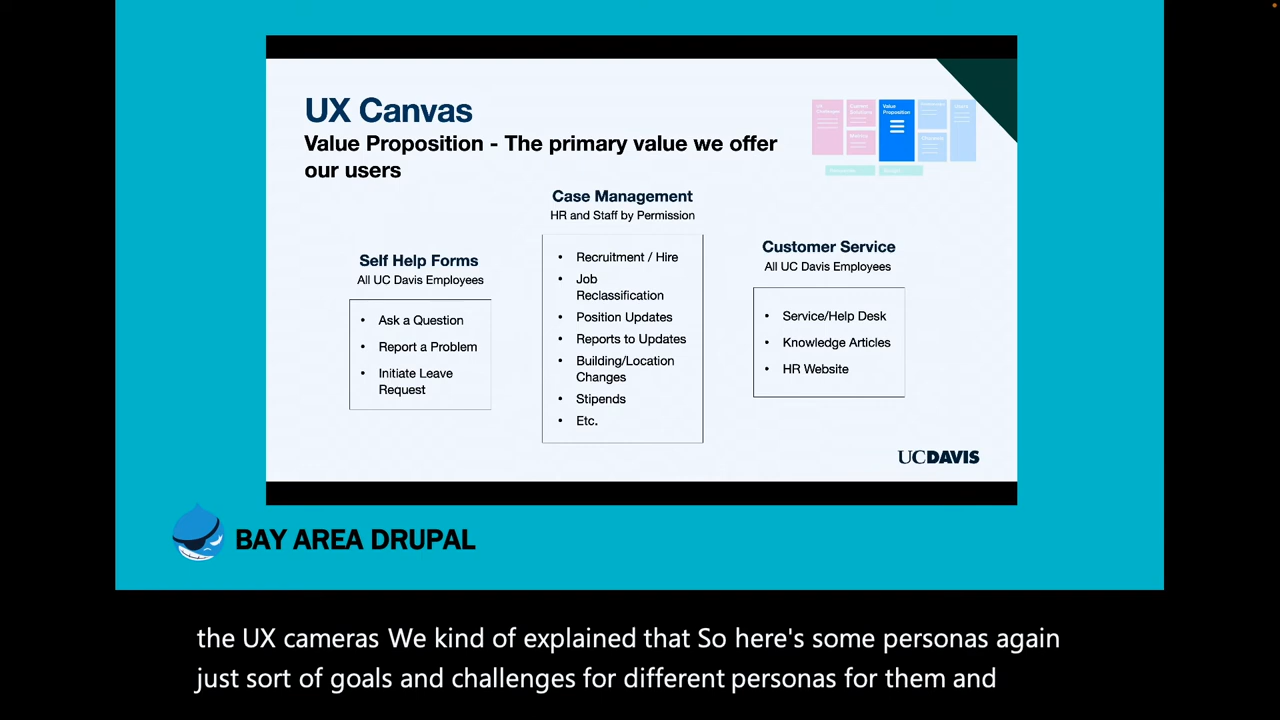 UX Canvas
Value Proposition - The primary value we offer
our users
Value
Proposition
Self Help Forms
All UC Davis Employees
• Ask a Question
• Report a Problem
• Initiate Leave
Request
Case Management
HR and Staff by Permission
• Recruitment / Hire
• Job
Reclassification
• Position Updates
• Reports to Updates
• Building/Location
Changes
• Stipends
• Etc.
Customer Service
All UC Davis Employees
• Service/Help Desk
• Knowledge Articles
• HR Website
UCDAVIS
BAY AREA DRUPAL
the UX cameras We kind of explained that So here's some personas again
just sort of goals and challenges for different personas for them and